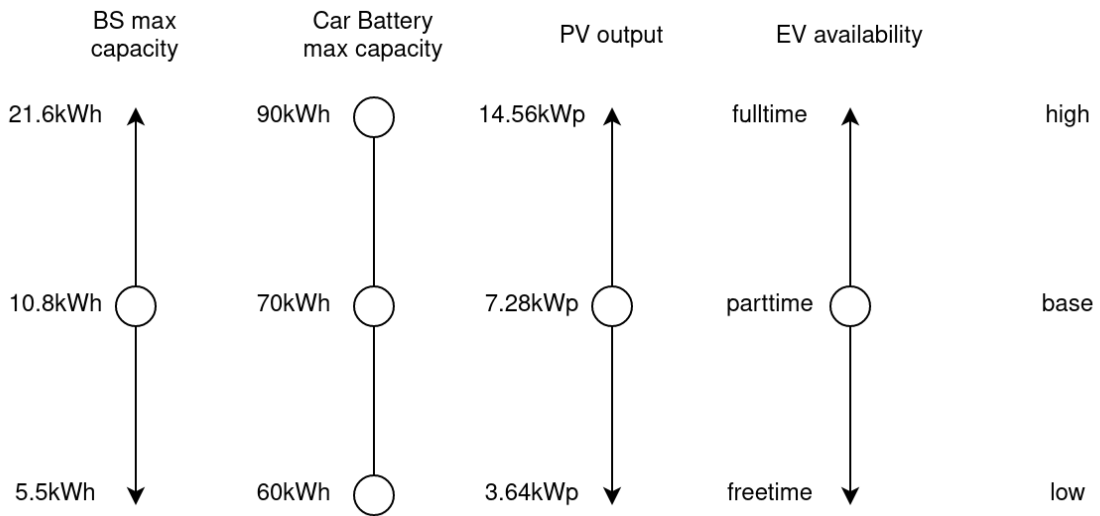 BS max
capacity
Car Battery
max capacity
PV output
EV availability
21.6kWh
90kWh
14.56kWp
fulltime
high
10.8kWh
70kWh
7.28kWp
parttime
base
5.5kWh
60kWh
3.64kWp
freetime
low